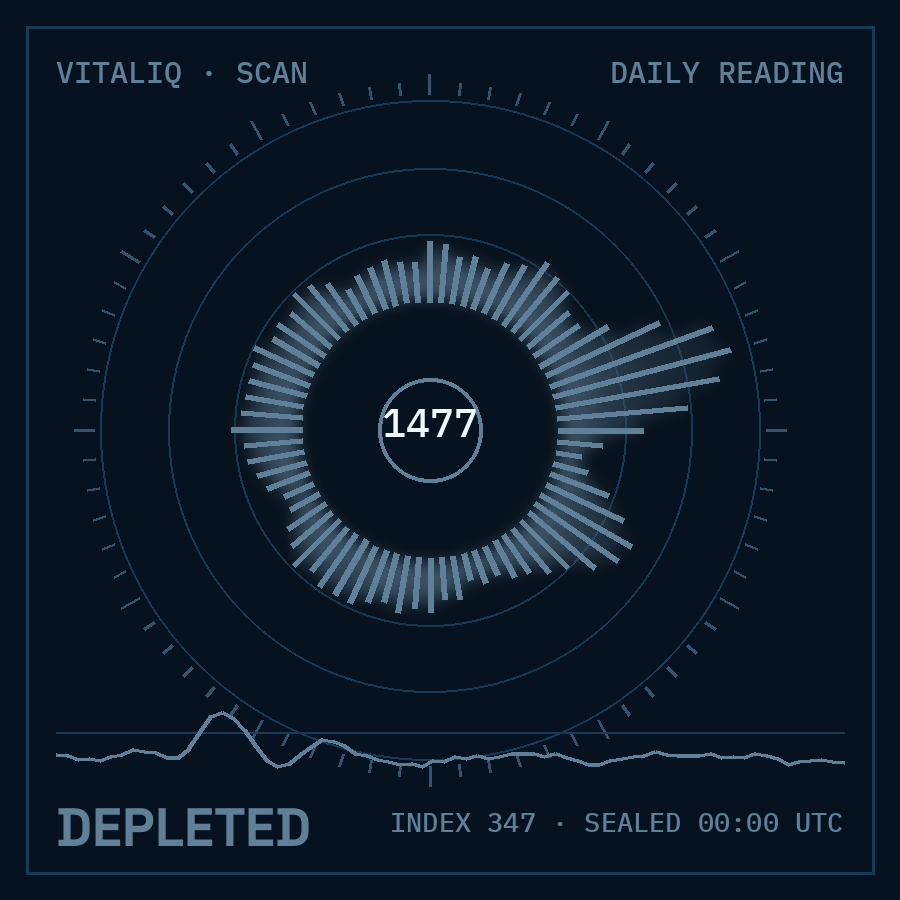 VITALIQ · SCAN
DAILY READING
1477
DEPLETED
INDEX 347 · SEALED 00:00 UTC